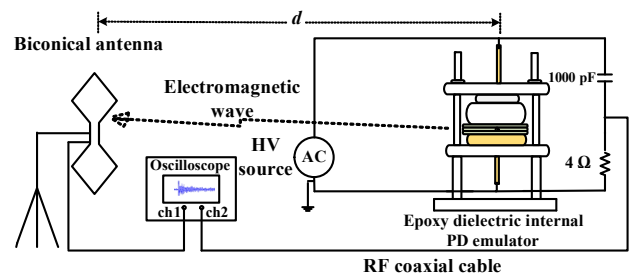 d
Biconical antenna
Electromagnetic
wave
1000 pF
HV
source
AC
4 Ω
Oscilloscope
ch1 ch2
Epoxy dielectric internal
PD emulator
RF coaxial cable